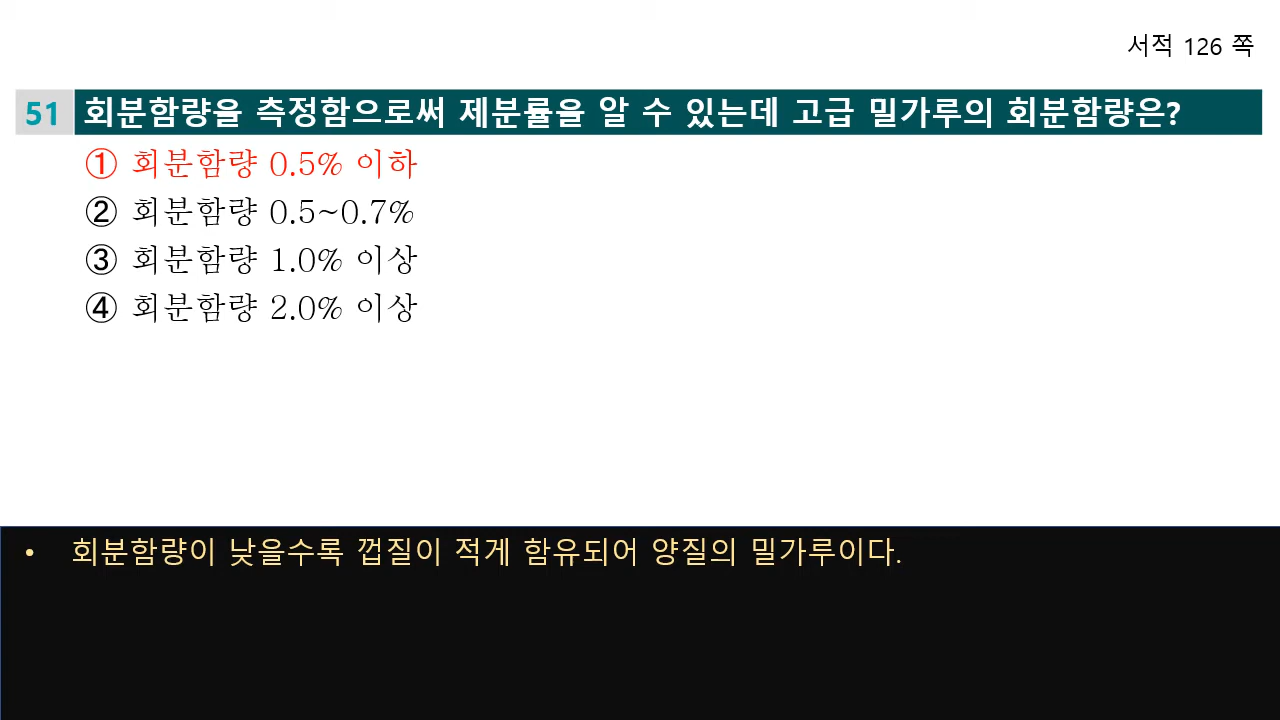 서적 126 쪽
51 회분함량을 측정함으로써 제분률을 알 수 있는데 고급 밀가루의 회분함량은?
① 회분함량 0.5% 이하
② 회분함량 0.5~0.7%
③ 회분함량 1.0% 이상
④ 회분함량 2.0% 이상
• 회분함량이 낮을수록 껍질이 적게 함유되어 양질의 밀가루이다.